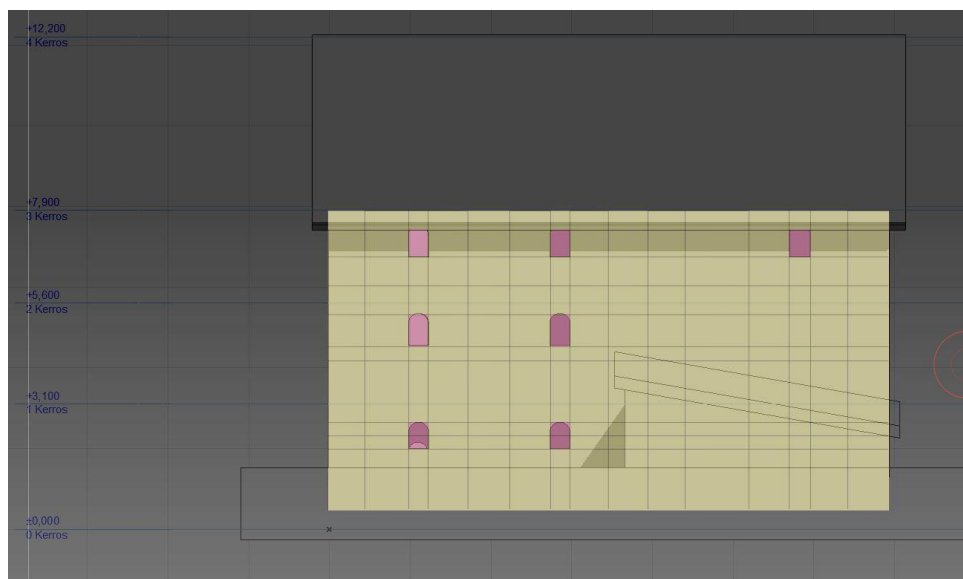 +12,200
4 Kerros
+7,900
3 Kerros
+5,600
2 Kerros
+3,100
1 Kerros
±0,000
0 Kerros